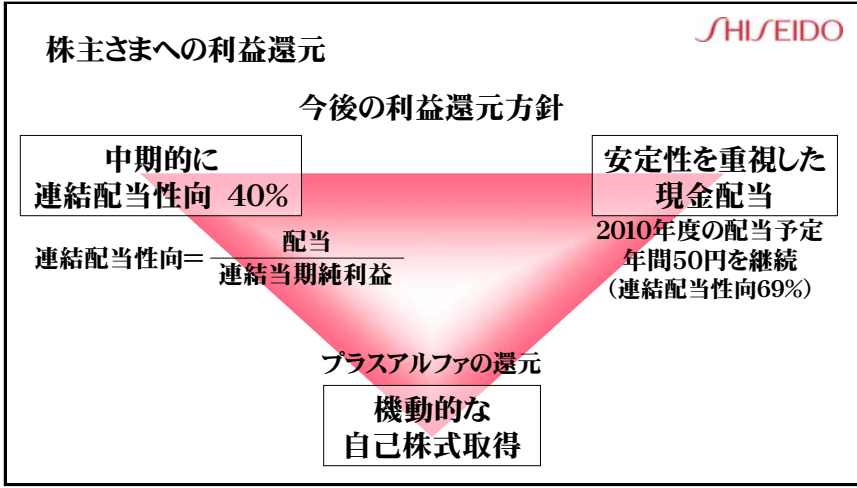 株主さまへの利益還元
SHISEIDO
今後の利益還元方針
中期的に
連結配当性向 40%
連結配当性向=配当
連結当期純利益
安定性を重視した
現金配当
2010年度の配当予定
年間50円を継続
(連結配当性向69%)
プラスアルファの還元
機動的な
自己株式取得